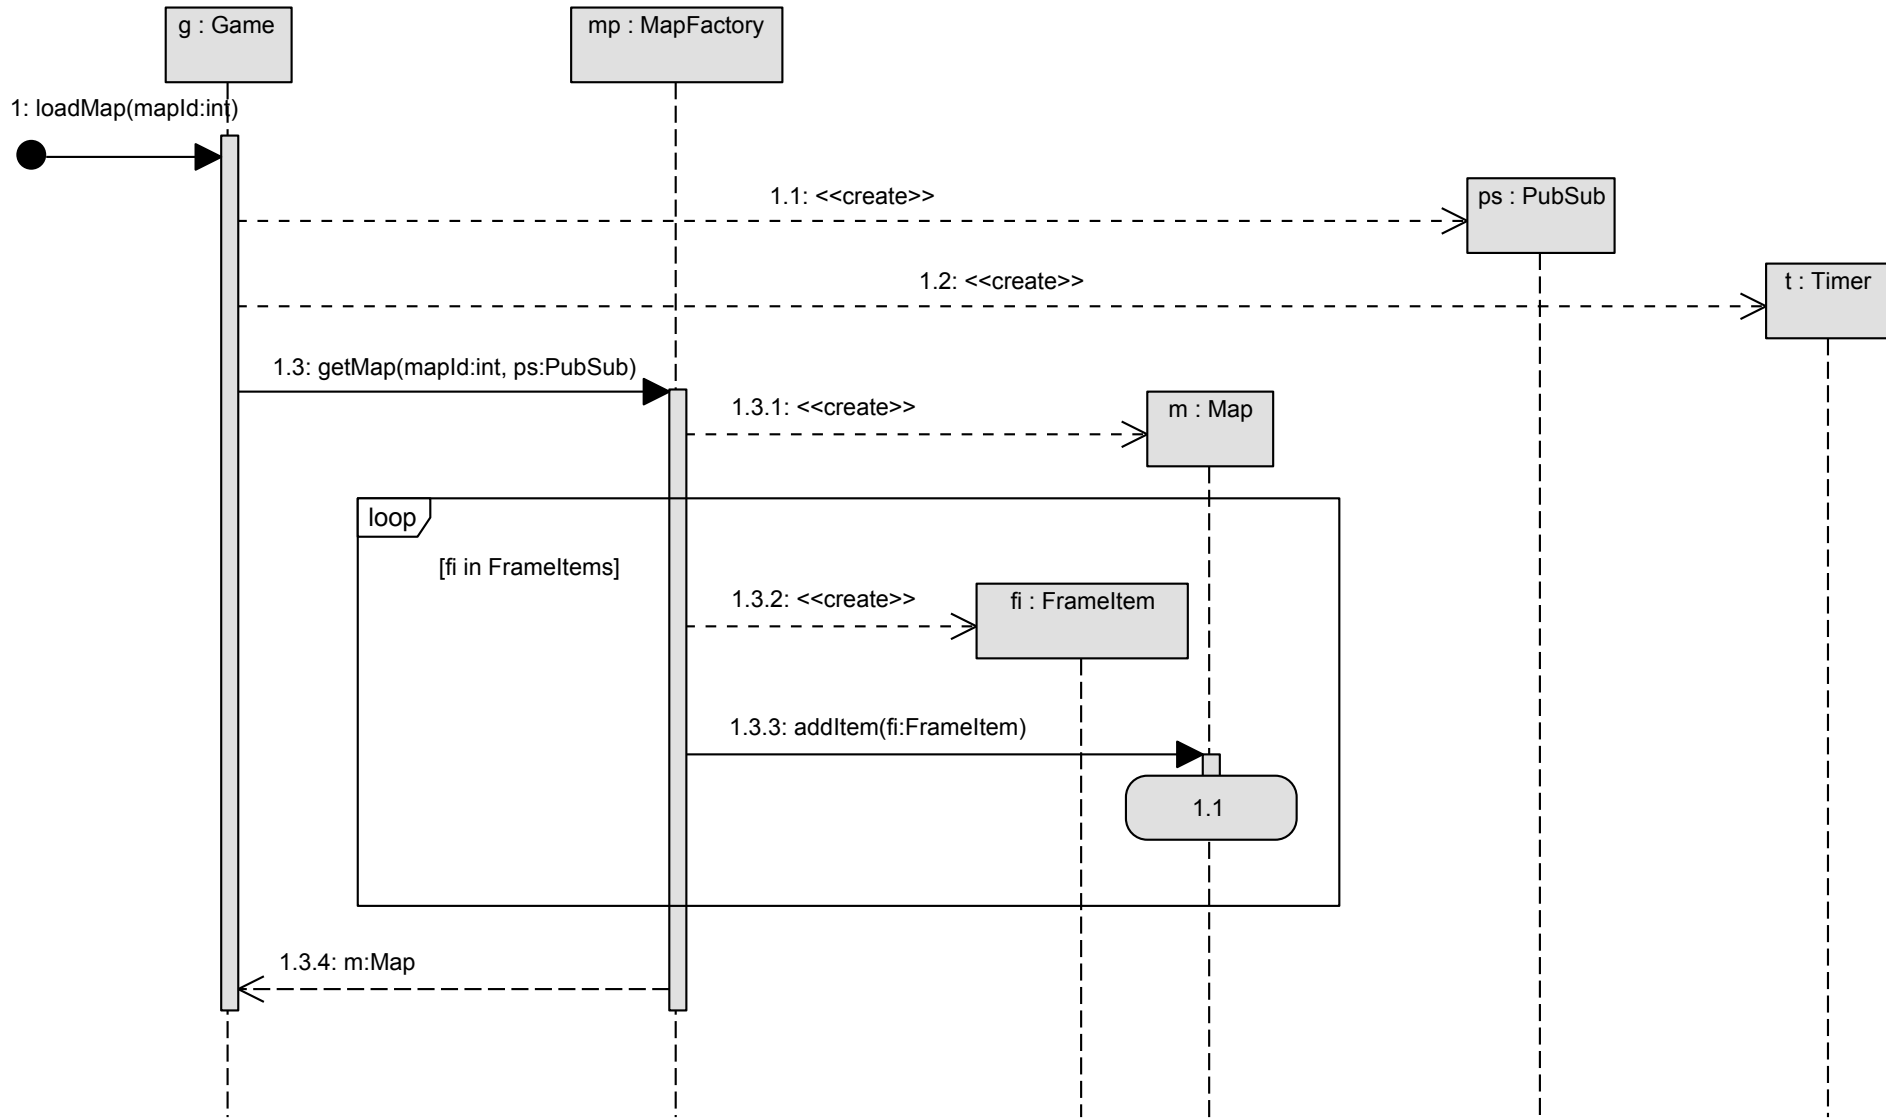 g : Game
mp : MapFactory
1: loadMap(mapId:int)
1.1: <<create>>
ps : PubSub
1.2: <<create>>
t : Timer
1.3: getMap(mapId:int, ps:PubSub)
1.3.1: <<create>>
m : Map
loop
[fi in FrameItems]
1.3.2: <<create>>
fi : FrameItem
1.3.3: addItem(fi:FrameItem)
1.1
1.3.4: m:Map